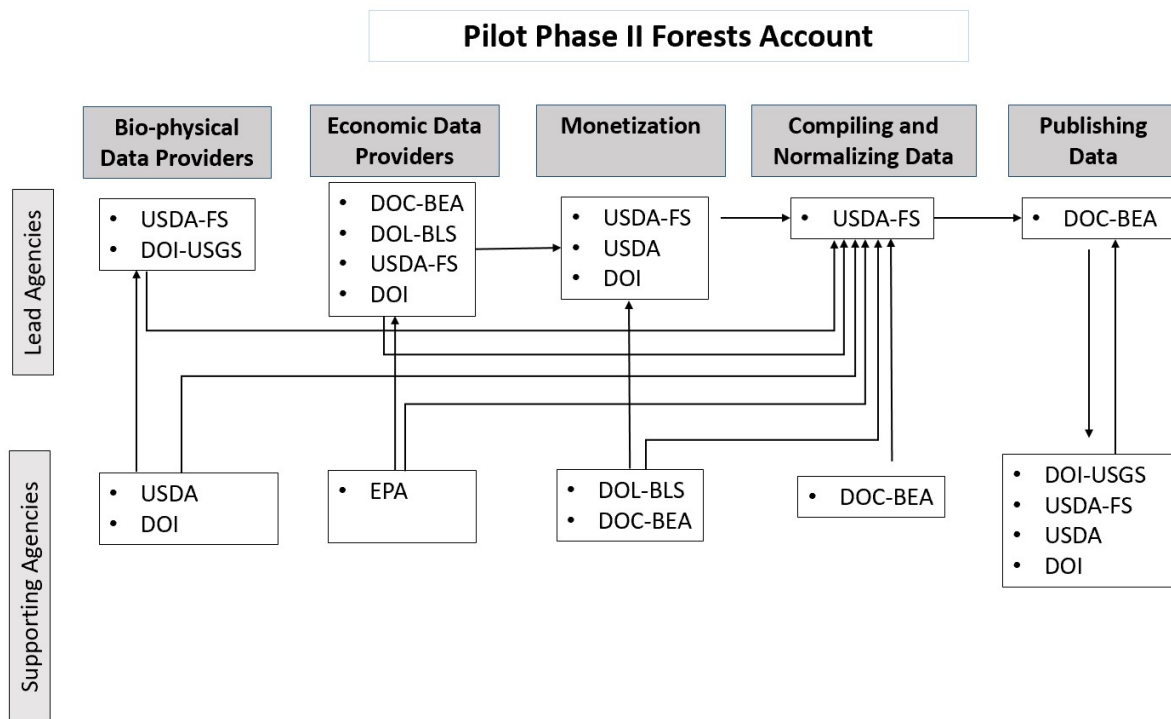 Pilot Phase II Forests Account
Bio-physical
Data Providers
Economic Data
Providers
Monetization
Compiling and
Normalizing Data
Publishing
Data
Lead Agencies
• USDA-FS
• DOI-USGS
• DOC-BEA
• DOL-BLS
• USDA-FS
• DOI
• USDA-FS
• USDA
• DOI
• USDA-FS
• DOC-BEA
Supporting Agencies
• USDA
• DOI
• EPA
• DOL-BLS
• DOC-BEA
• DOC-BEA
• DOI-USGS
• USDA-FS
• USDA
• DOI